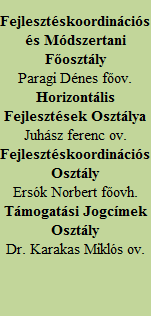 Fejlesztéskoordinációs
és Módszertani
Főosztály
Paragi Dénes főov.
Horizontális
Fejlesztések Osztálya
Juhász ferenc ov.
Fejlesztéskoordinációs
Osztály
Ersók Norbert főovh.
Támogatási Jogcímek
Osztály
Dr. Karakas Miklós ov.